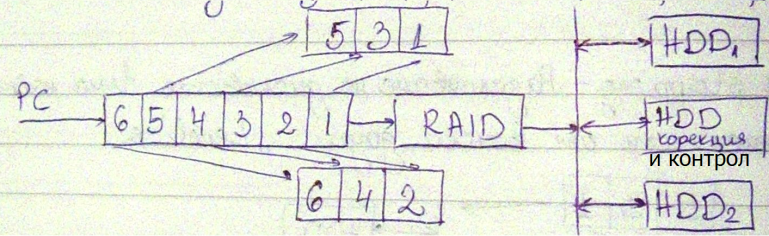 5 3 1
HDD₁
PC
6 5 4 3 2 1
RAID
HDD
корекция
и контрол
6 4 2
HDD₂